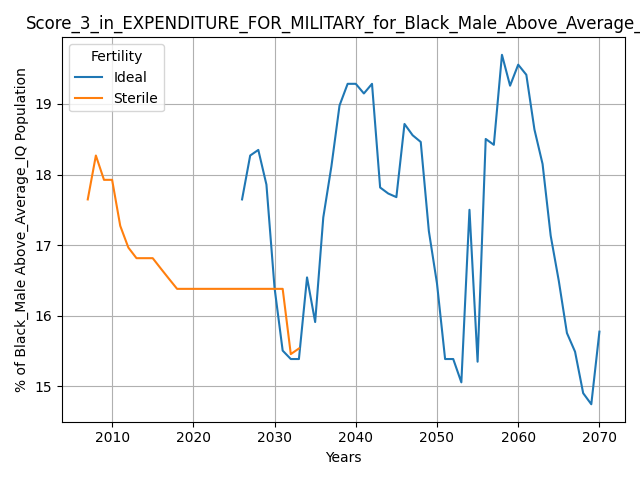 Score_3_in_EXPENDITURE_FOR_MILITARY_for_Black_Male_Above_Average_
Fertility
Ideal
Sterile
% of Black_Male Above_Average_IQ Population
19
18
17
16
15
2010 2020 2030 2040 2050 2060 2070
Years